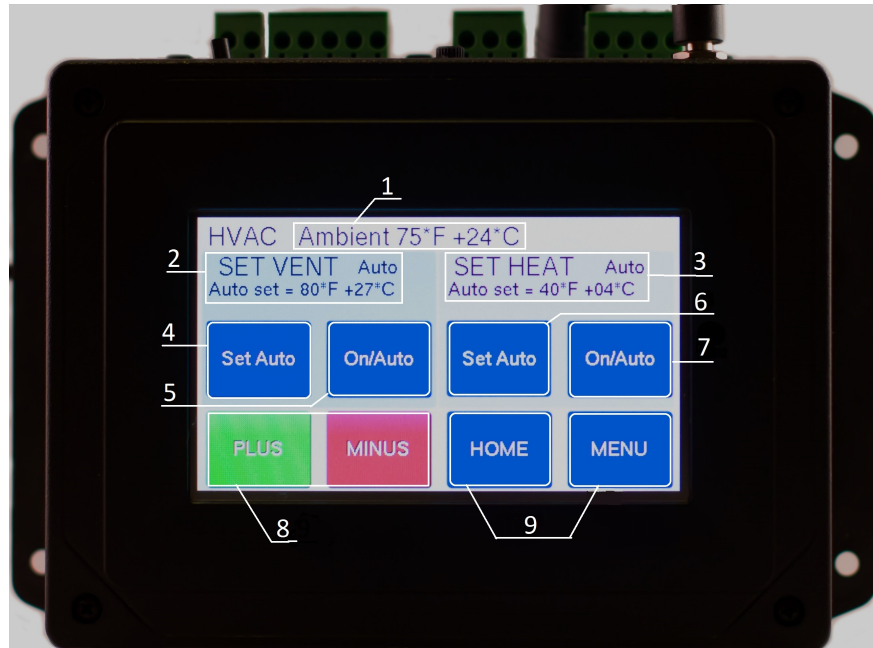 1
HVAC Ambient 75*F +24*C
2
SET VENT Auto
Auto set = 80*F +27*C
SET HEAT Auto
Auto set = 40*F +04*C
3
6
4
Set Auto
On/Auto
Set Auto
On/Auto
7
5
PLUS
MINUS
HOME
MENU
8
9